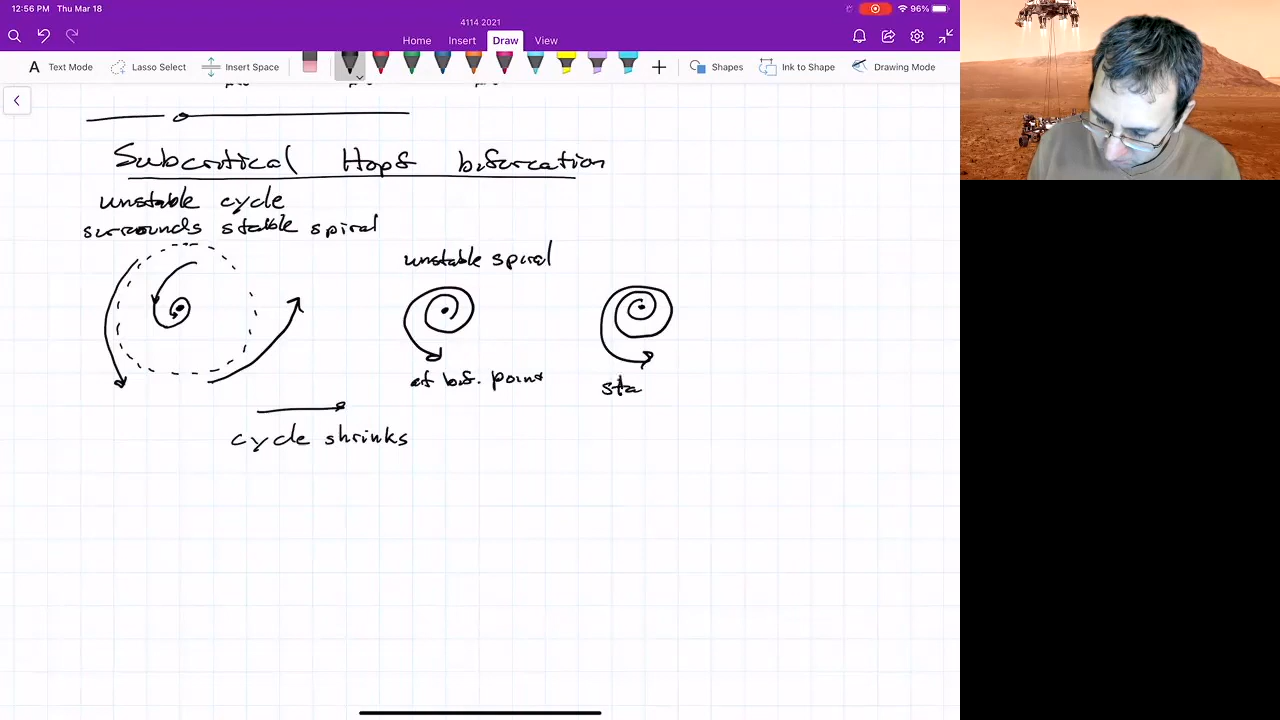 12:56 PM Thu Mar 18
96%
4114 2021
Home Insert Draw View
Text Mode Lasso Select Insert Space Shapes Ink to Shape Drawing Mode
Subcritical Hopf bifurcation
unstable cycle
surrounds stable spiral
unstable spiral
at bif. point
sta
cycle shrinks